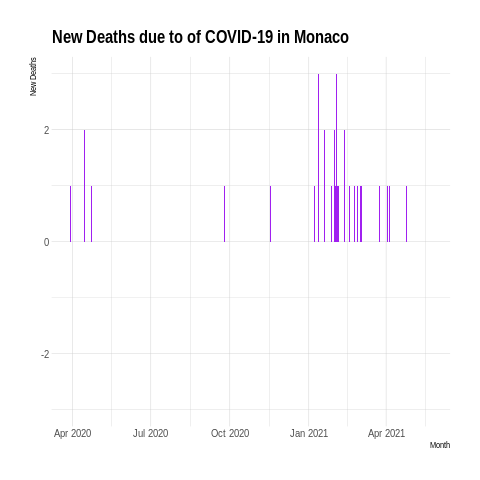 New Deaths due to of COVID-19 in Monaco
New Deaths
2
0
-2
Apr 2020 Jul 2020 Oct 2020 Jan 2021 Apr 2021
Month